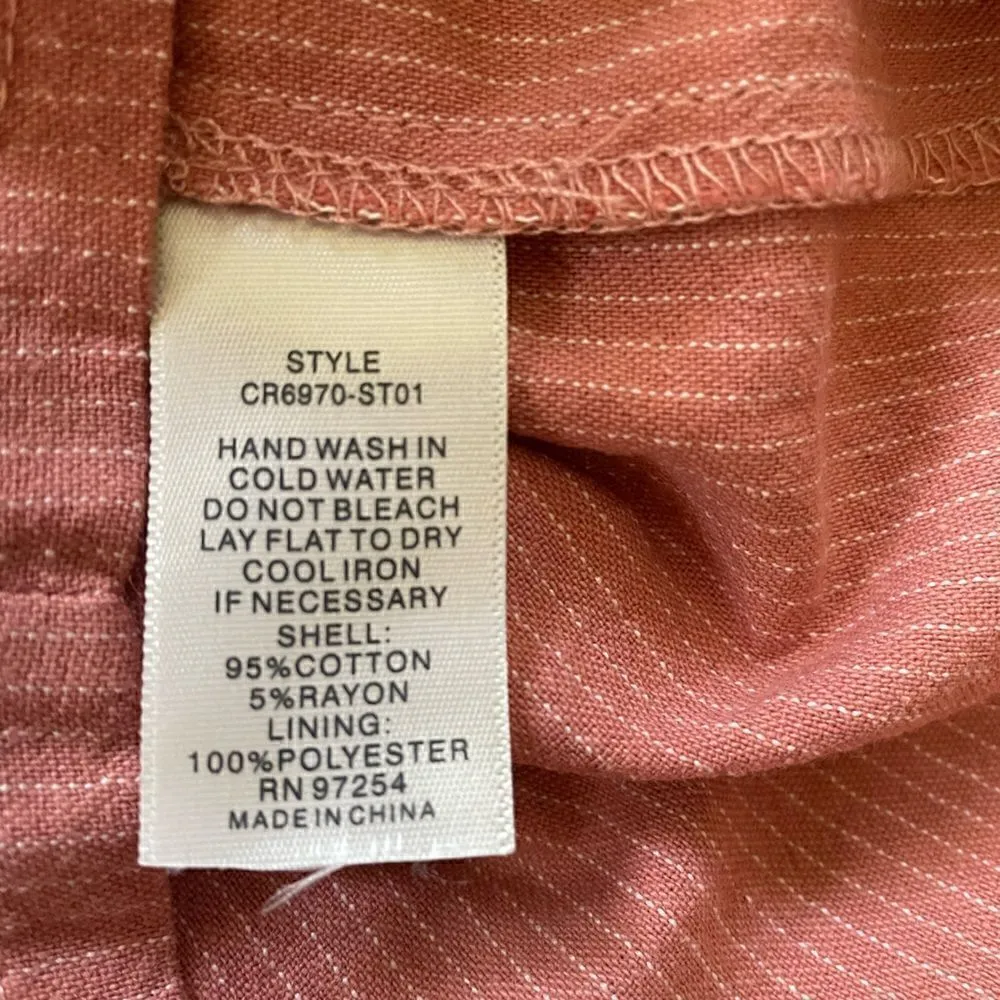 STYLE
CR6970-ST01
HAND WASH IN
COLD WATER
DO NOT BLEACH
LAY FLAT TO DRY
COOL IRON
IF NECESSARY
SHELL:
95%COTTON
5%RAYON
LINING:
100%POLYESTER
RN 97254
MADE IN CHINA